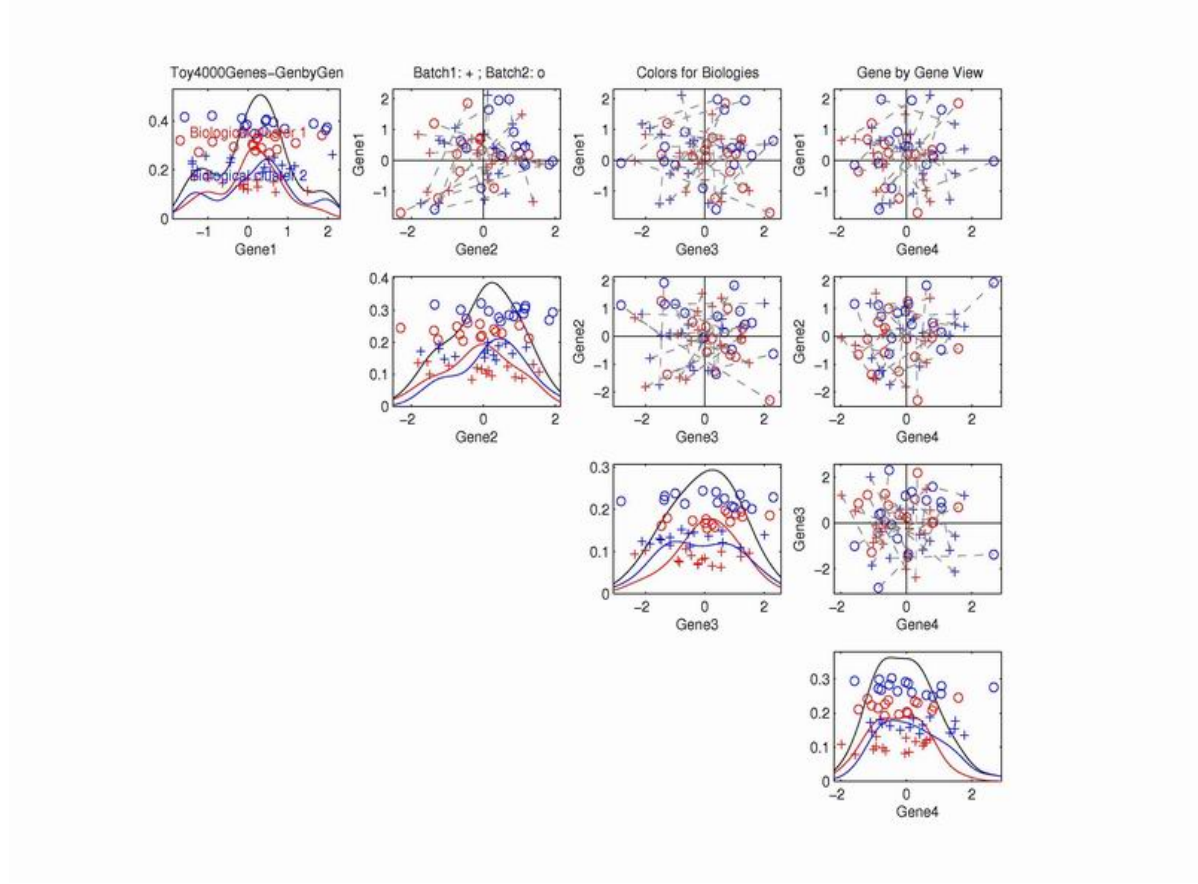 Toy4000Genes-GenbyGen
Batch1: + ; Batch2: o
Colors for Biologies
Gene by Gene View
0.4
0.2
0
Biological cluster 1
Biological cluster 2
−1 0 1 2
Gene1
2
1
0
−1
Gene1
−2 0 2
Gene2
2
1
0
−1
Gene1
−2 0 2
Gene3
2
1
0
−1
Gene1
−2 0 2
Gene4
0.4
0.3
0.2
0.1
0
−2 0 2
Gene2
2
1
0
−1
−2
Gene2
−2 0 2
Gene3
2
1
0
−1
−2
Gene2
−2 0 2
Gene4
0.3
0.2
0.1
0
−2 0 2
Gene3
2
0
−2
Gene3
−2 0 2
Gene4
0.3
0.2
0.1
0
−2 0 2
Gene4